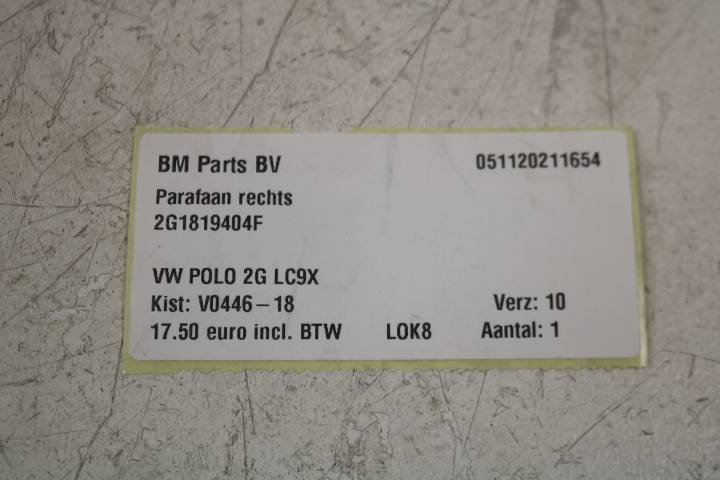 BM Parts BV 051120211654
Parafaan rechts
2G1819404F
VW POLO 2G LC9X
Kist: V0446-18 Verz: 10
17.50 euro incl. BTW LOK8 Aantal: 1